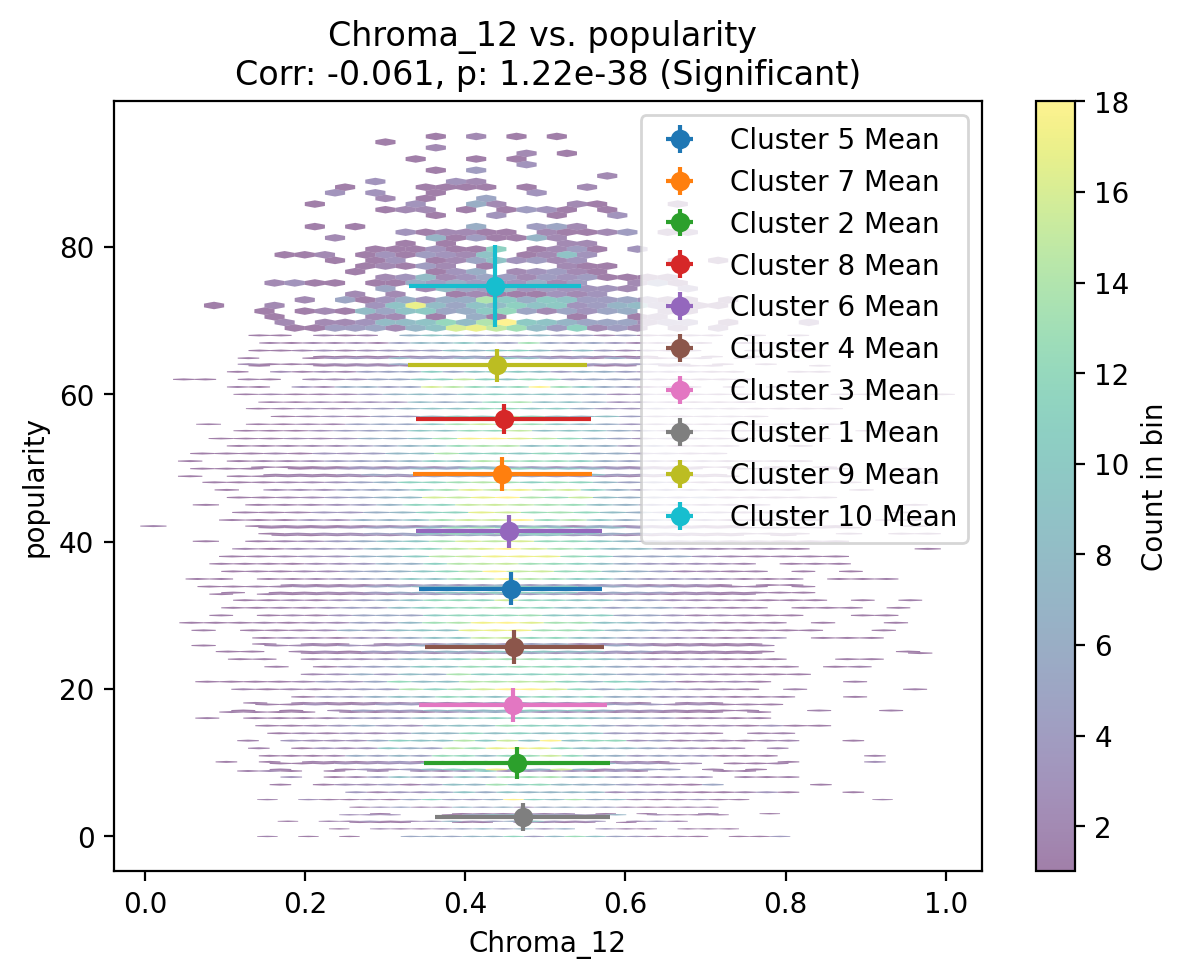 Chroma_12 vs. popularity
Corr: -0.061, p: 1.22e-38 (Significant)
Cluster 5 Mean
Cluster 7 Mean
Cluster 2 Mean
Cluster 8 Mean
Cluster 6 Mean
Cluster 4 Mean
Cluster 3 Mean
Cluster 1 Mean
Cluster 9 Mean
Cluster 10 Mean
popularity
80
60
40
20
0
0.0
0.2
0.4
0.6
0.8
1.0
Chroma_12
18
16
14
12
10
8
6
4
2
Count in bin